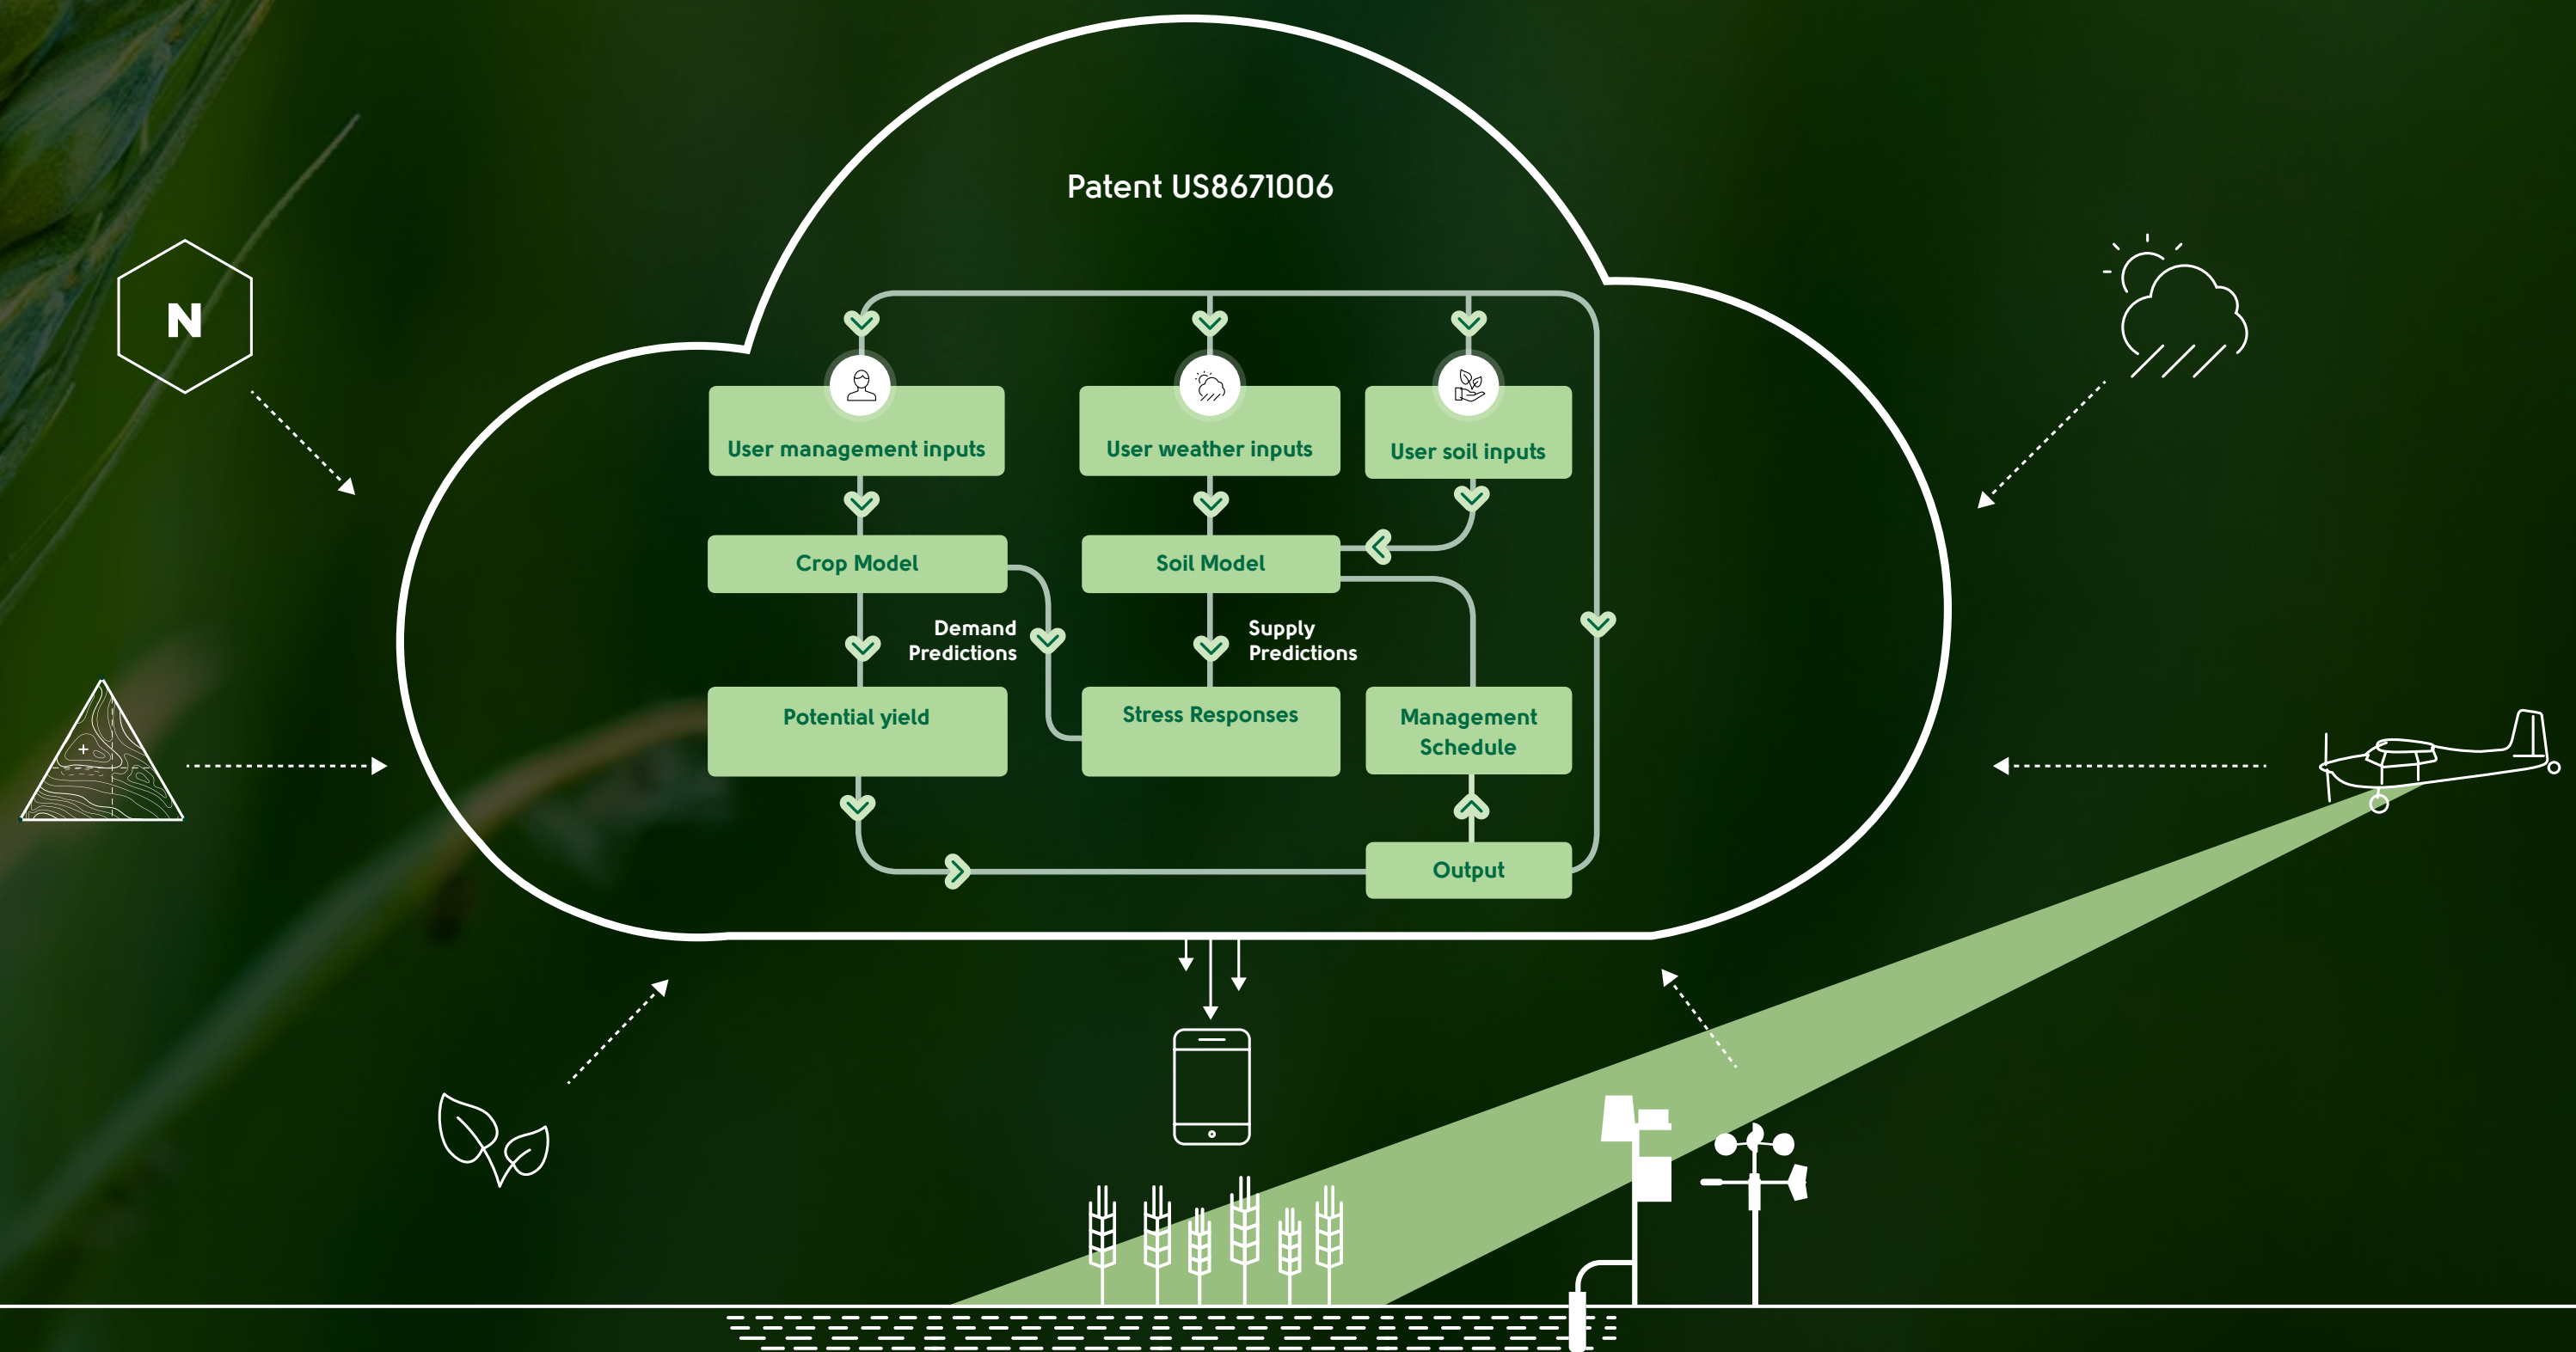 Patent US8671006
N
User management inputs
User weather inputs
User soil inputs
Crop Model
Soil Model
Demand
Predictions
Supply
Predictions
Potential yield
Stress Responses
Management
Schedule
Output